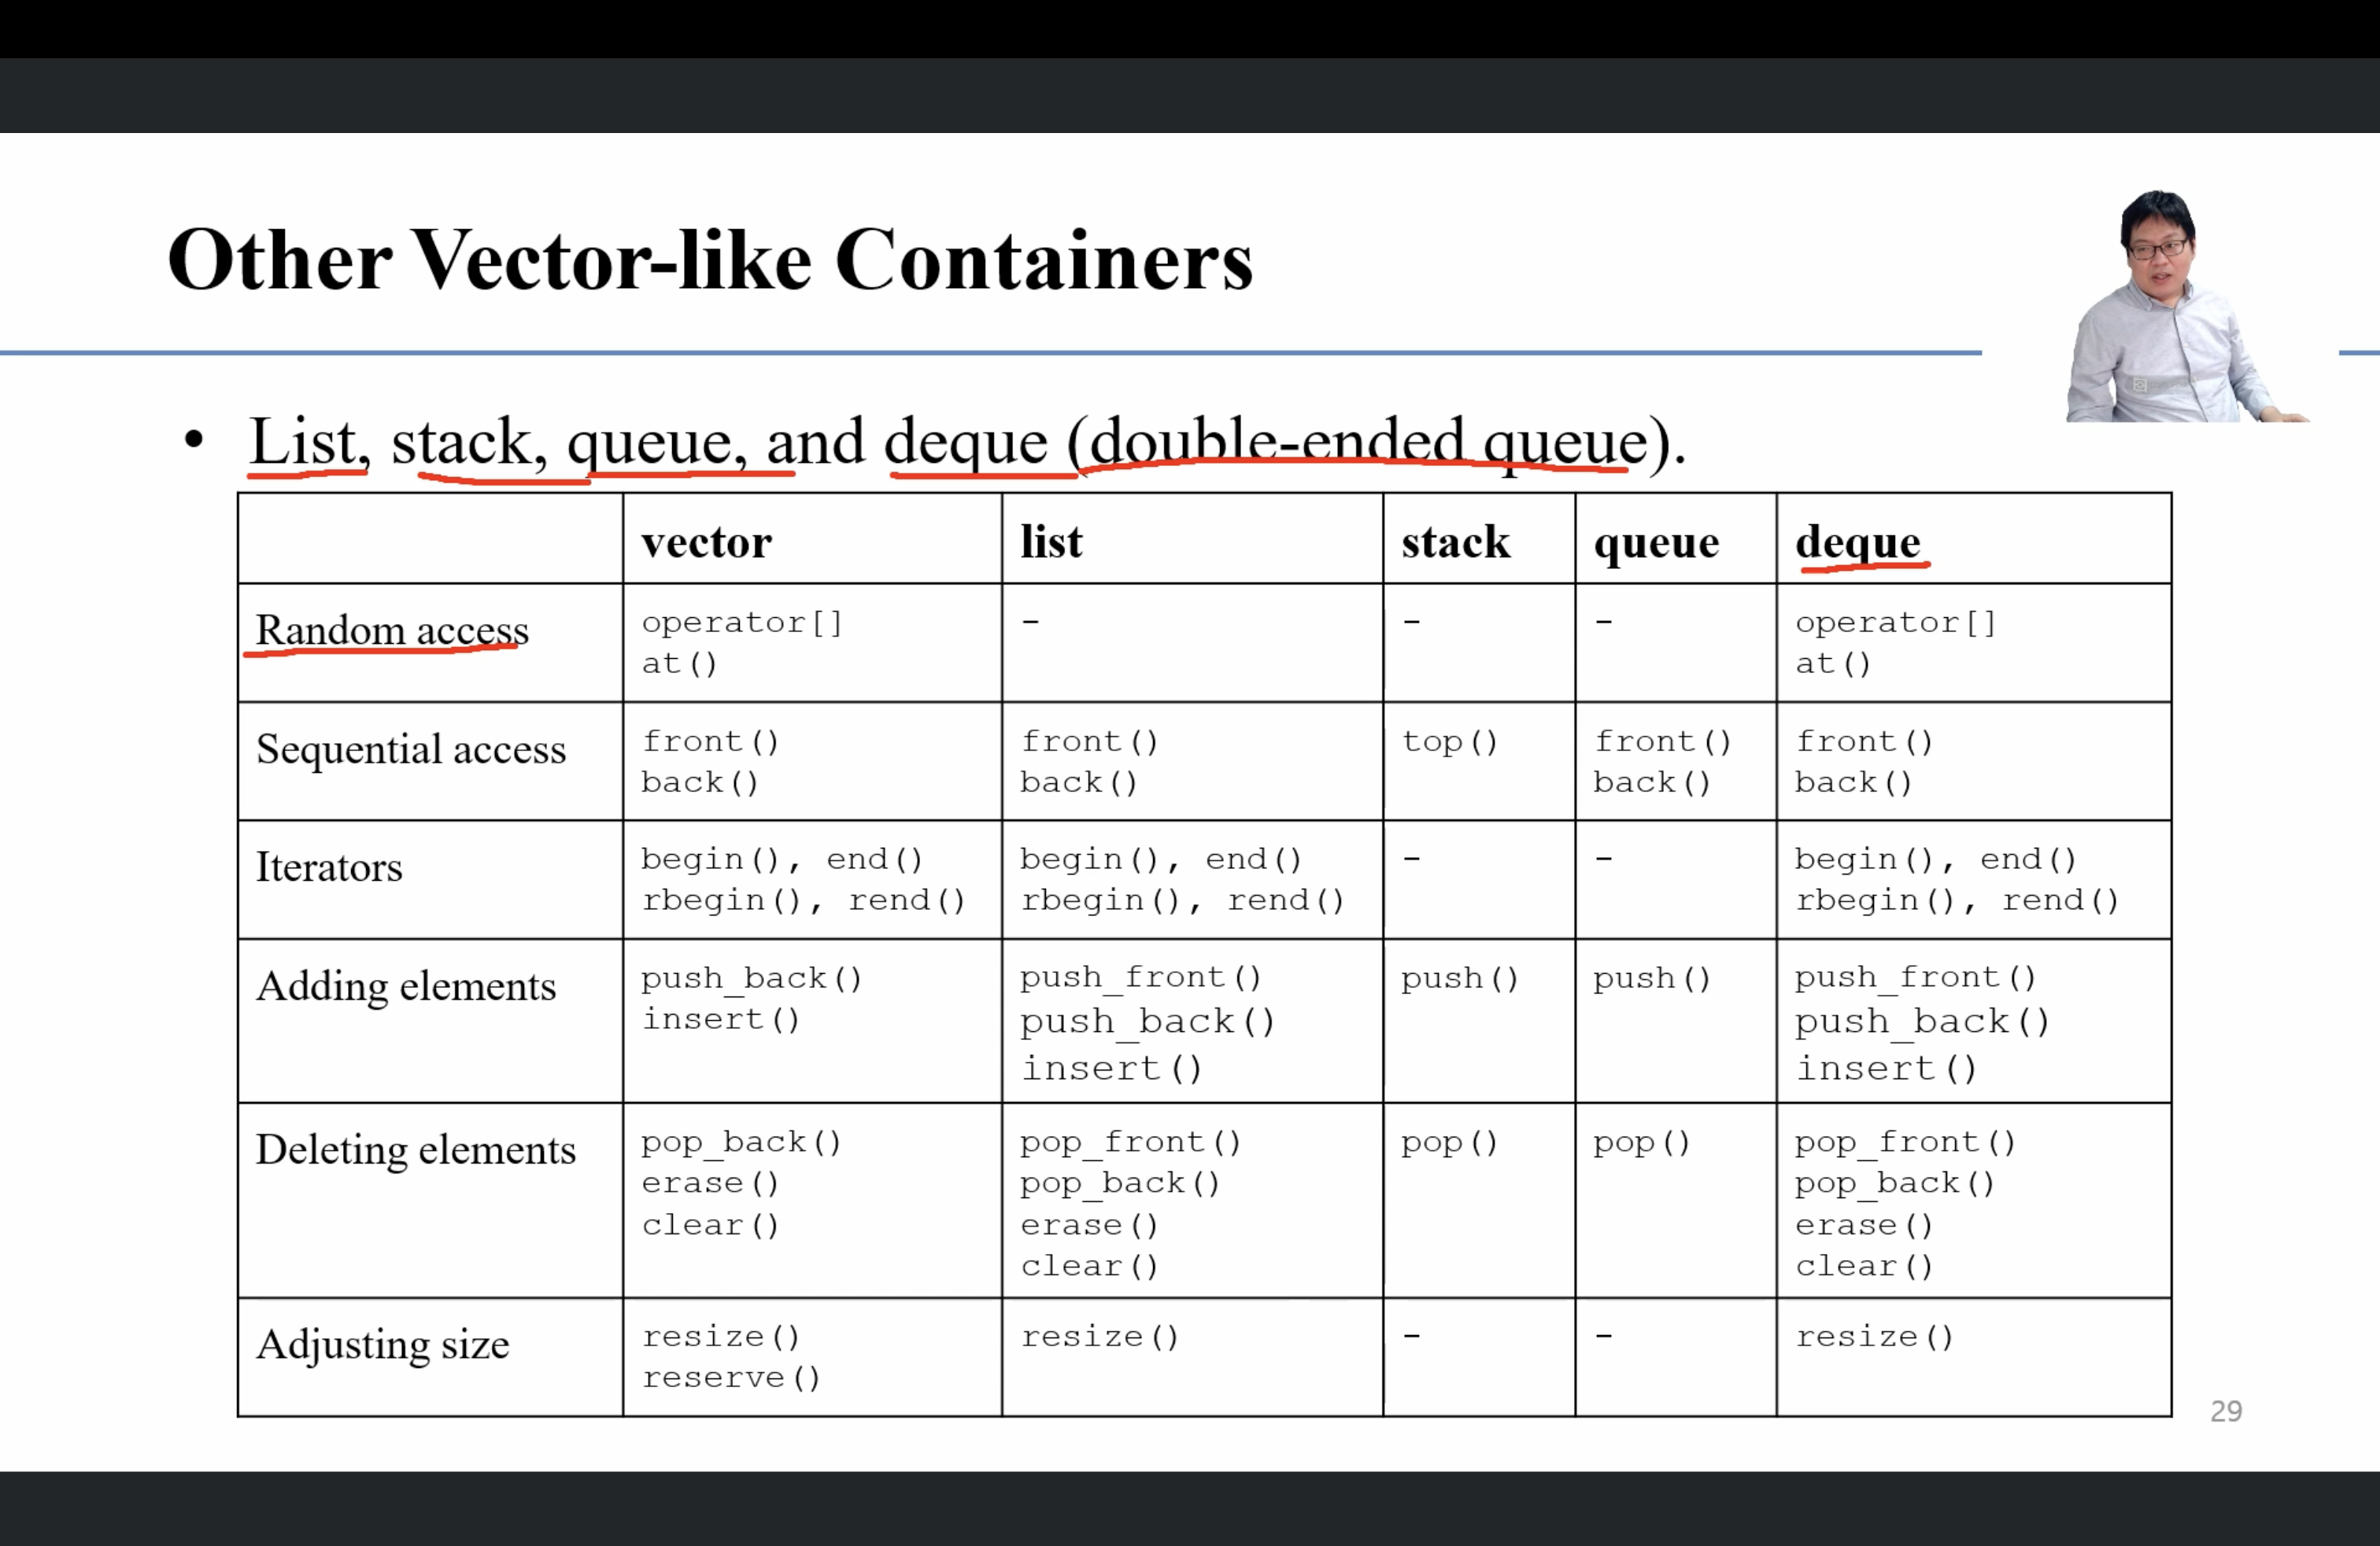 Other Vector-like Containers
• List, stack, queue, and deque (double-ended queue).
vector list stack queue deque
Random access operator[] - - - operator[]
at() at()
Sequential access front() front() top() front() front()
back() back() back() back()
Iterators begin(), end() begin(), end() - - begin(), end()
rbegin(), rend() rbegin(), rend() rbegin(), rend()
Adding elements push_back() push_front() push() push() push_front()
insert() push_back() push_back()
insert() insert()
Deleting elements pop_back() pop_front() pop() pop() pop_front()
erase() pop_back() pop_back()
clear() erase() erase()
clear() clear()
Adjusting size resize() resize() - - resize()
reserve()
29